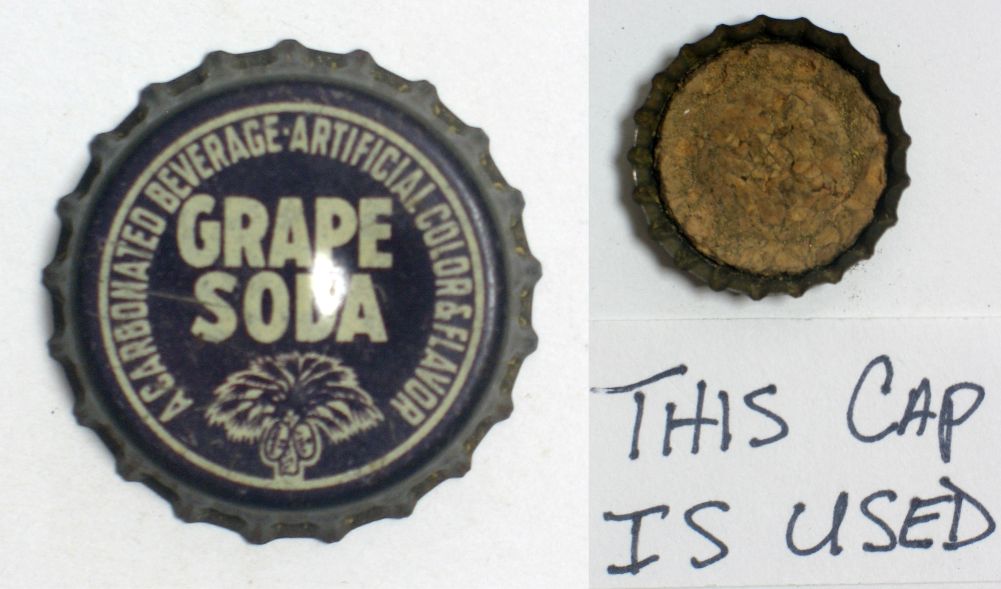 A CARBONATED BEVERAGE·ARTIFICIAL COLOR & FLAVOR
GRAPE
SODA
THIS CAP
IS USED